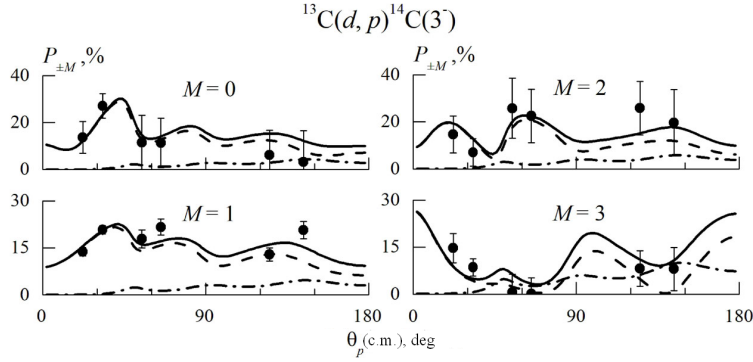 ¹³C(d, p)¹⁴C(3⁻)
P±M ,%
40
20
0
M = 0
P±M ,%
40
20
0
M = 2
30
15
0
M = 1
30
15
0
M = 3
0 90 180
0 90 180
θp(c.m.), deg